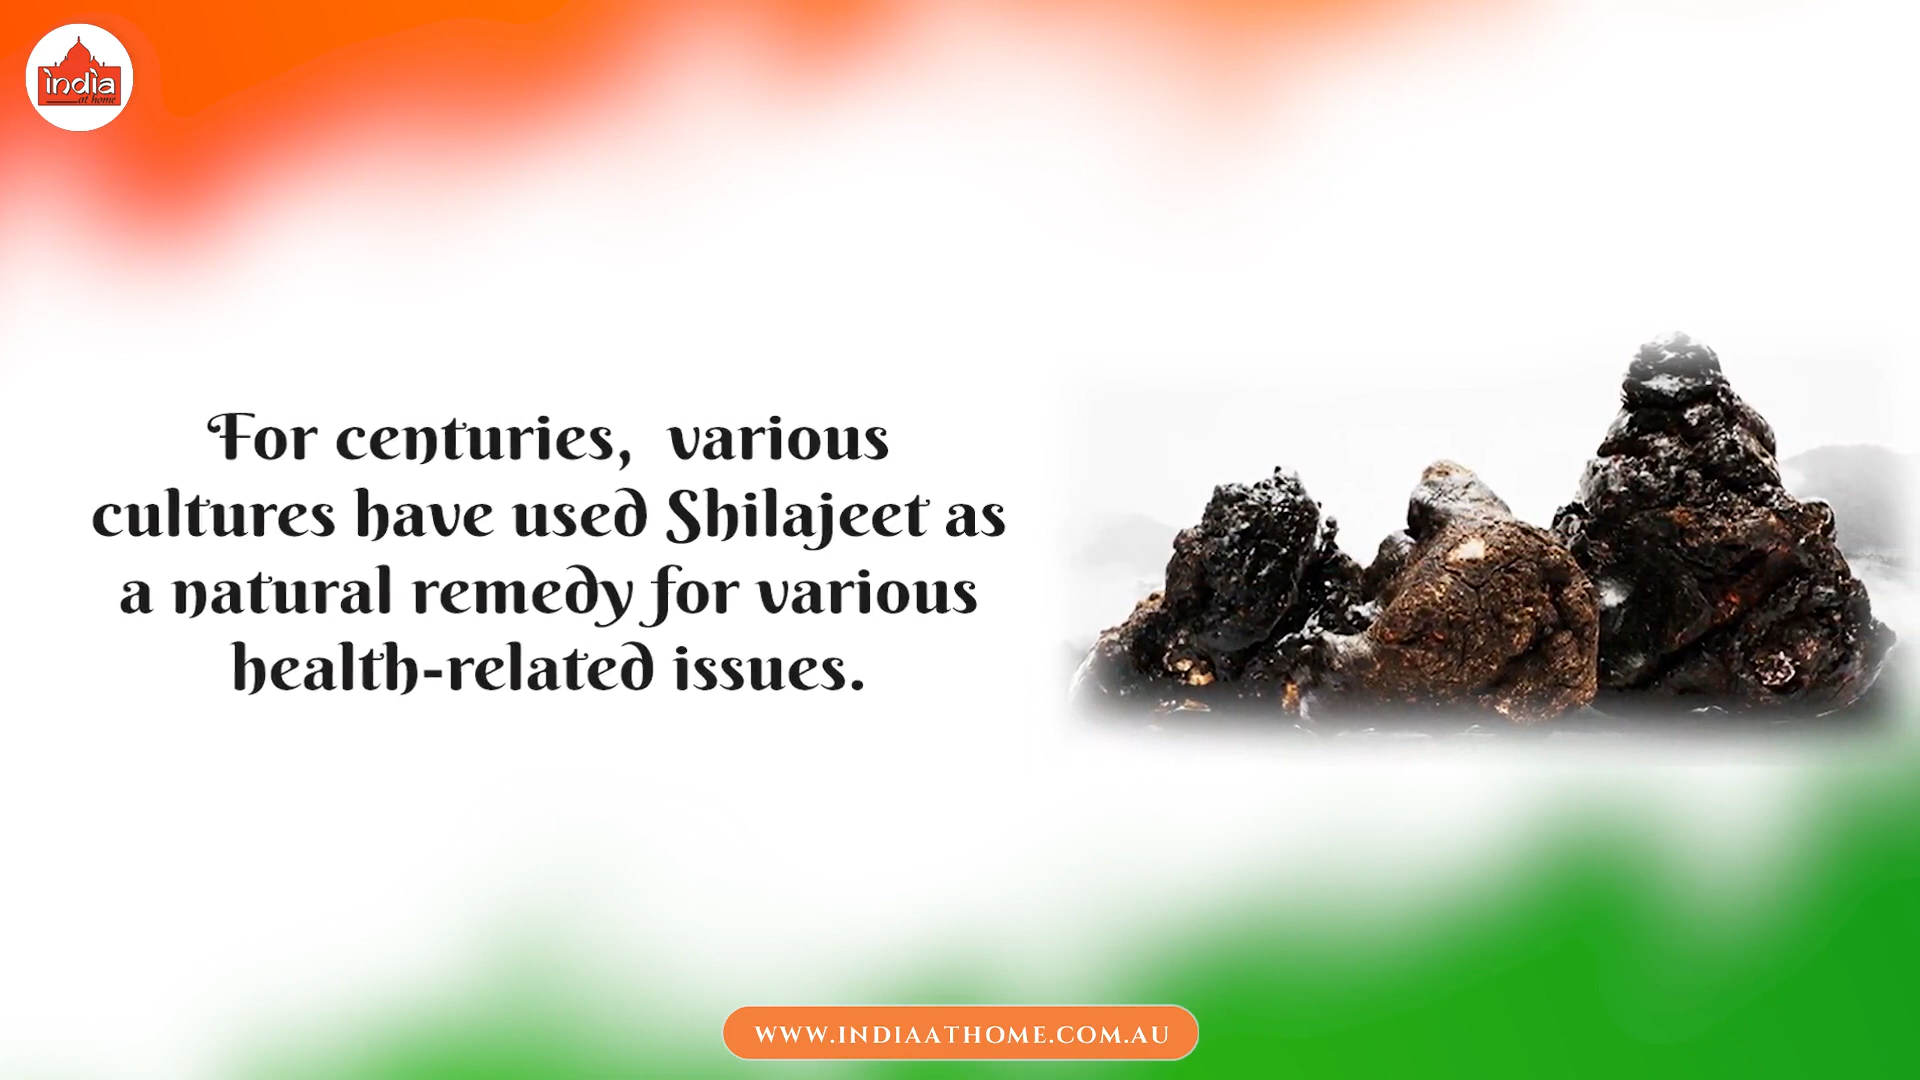 india
at home
For centuries,  various
cultures have used Shilajeet as
a natural remedy for various
health-related issues.
WWW.INDIAATHOME.COM.AU